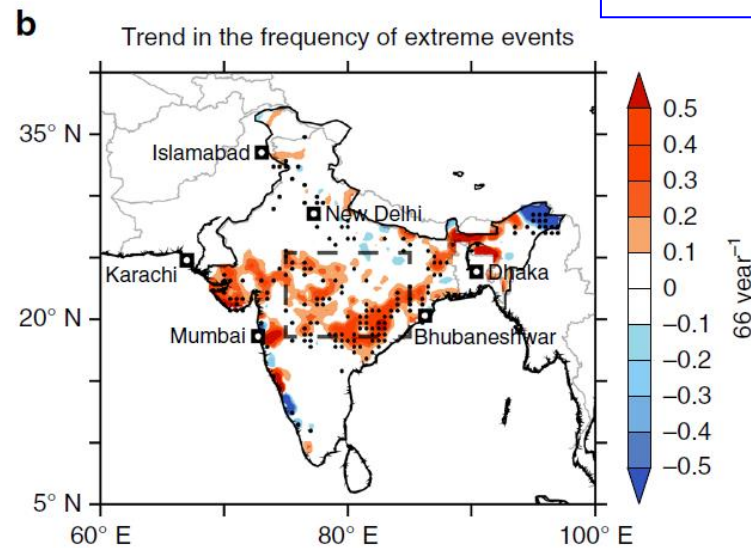 b
Trend in the frequency of extreme events
35° N
20° N
5° N
60° E
80° E
100° E
Islamabad
New Delhi
Karachi
Dhaka
Mumbai
Bhubaneshwar
0.5
0.4
0.3
0.2
0.1
0
−0.1
−0.2
−0.3
−0.4
−0.5
66 year⁻¹